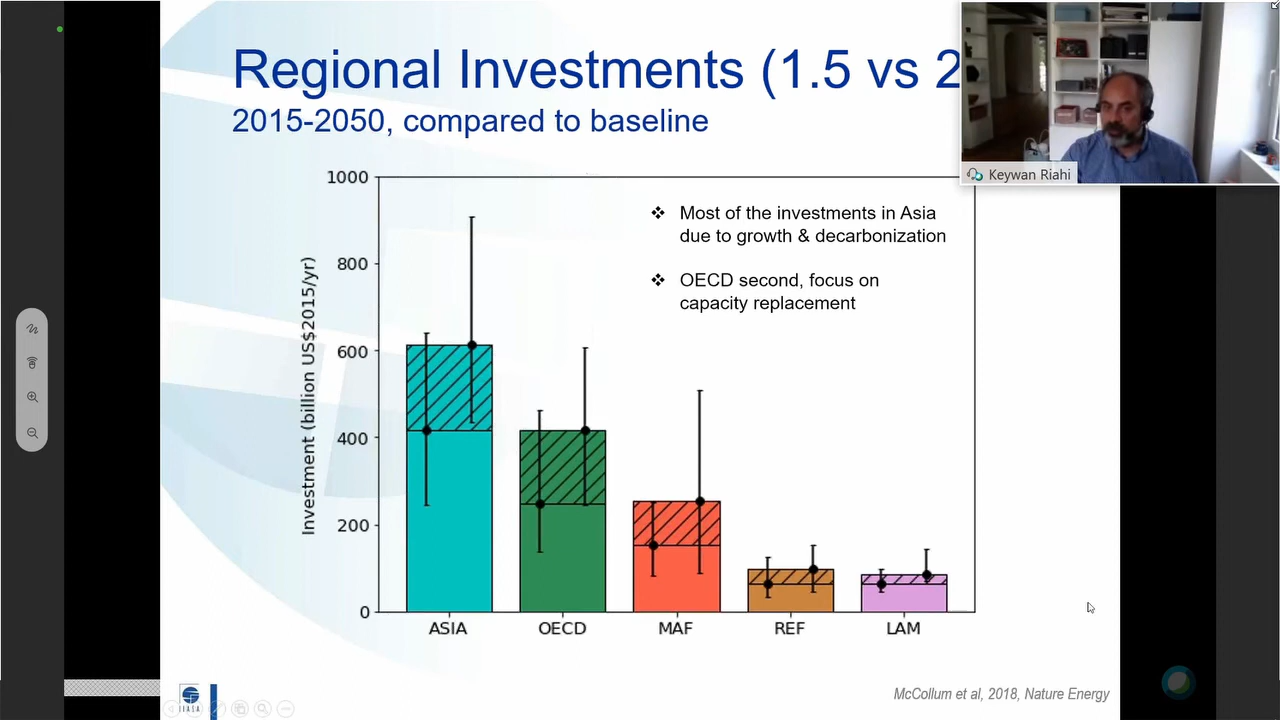 Regional Investments (1.5 vs 2
2015-2050, compared to baseline
Keywan Riahi
1000
800
600
400
200
0
Investment (billion US$2015/yr)
❖ Most of the investments in Asia
due to growth & decarbonization
❖ OECD second, focus on
capacity replacement
ASIA OECD MAF REF LAM
IIASA
McCollum et al, 2018, Nature Energy